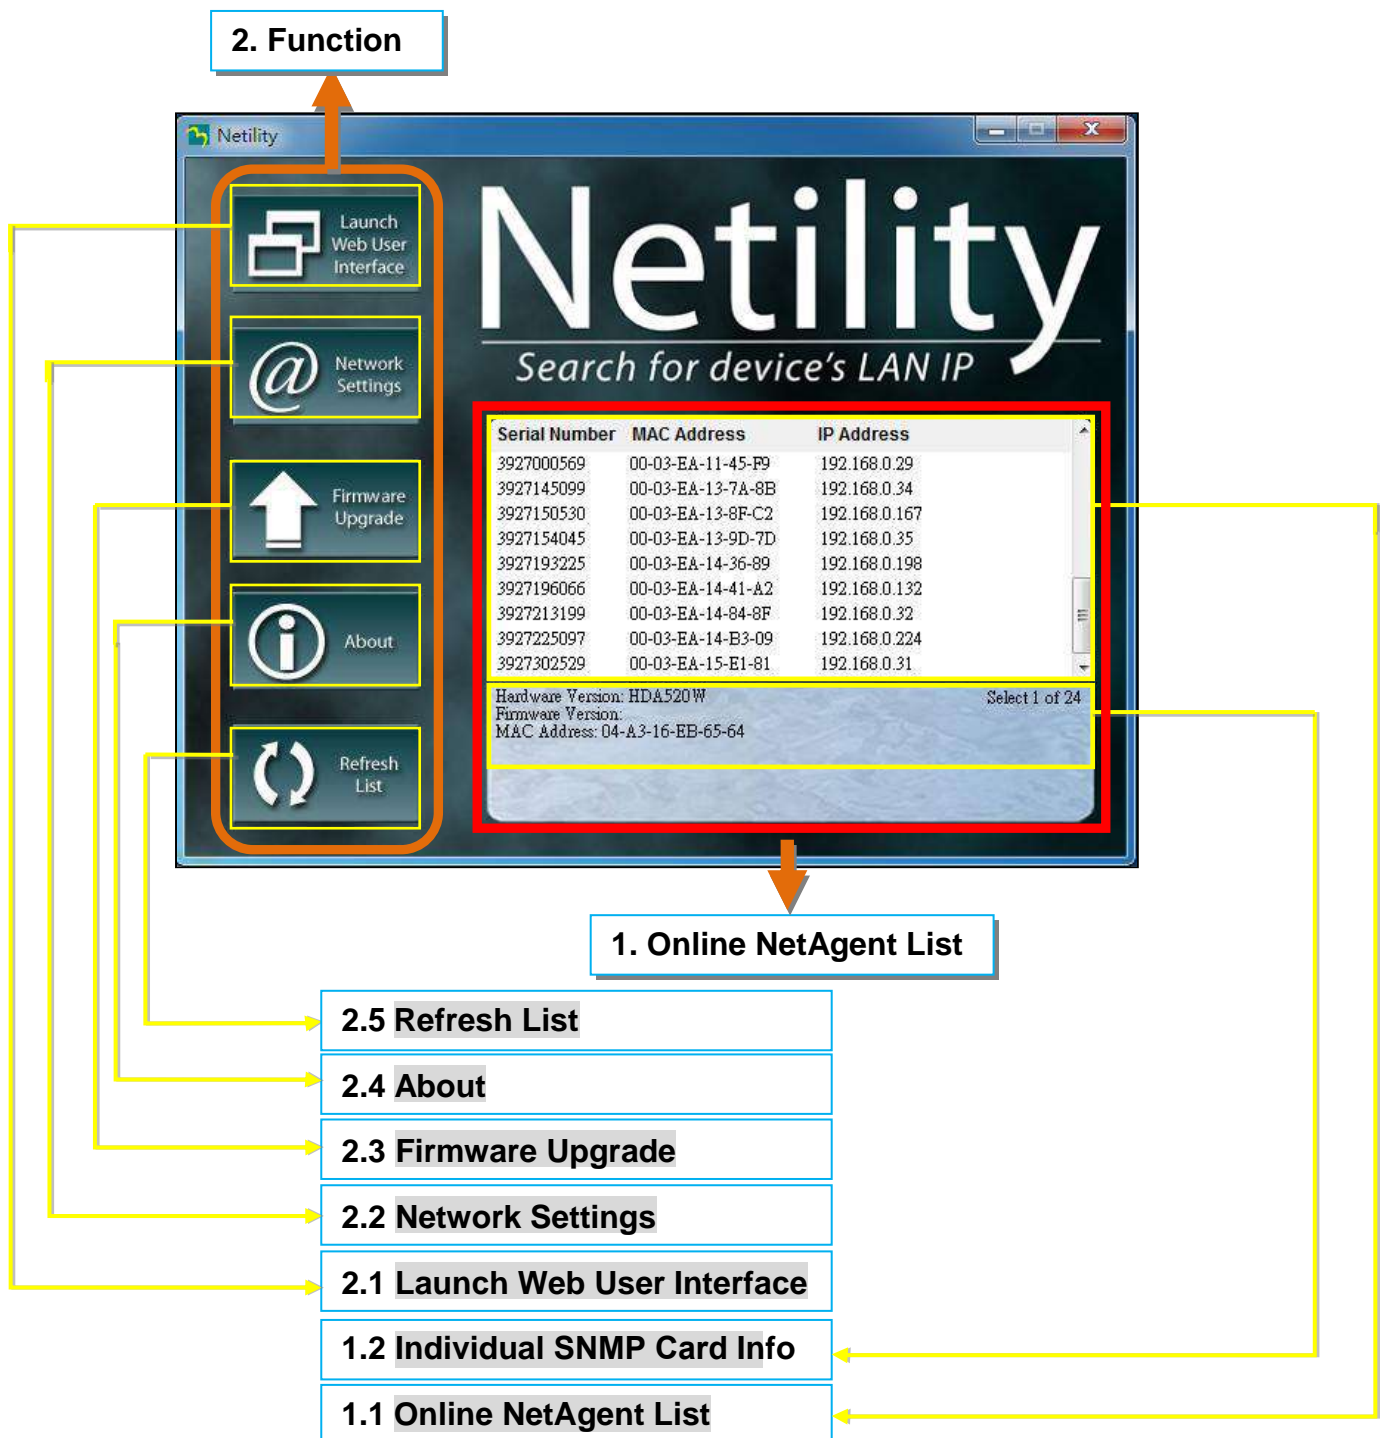 2. Function
Netility
Launch
Web User
Interface
Network
Settings
Firmware
Upgrade
About
Refresh
List
Netility
Search for device's LAN IP
Serial Number MAC Address IP Address
3927000569 00-03-EA-11-45-F9 192.168.0.29
3927145099 00-03-EA-13-7A-8B 192.168.0.34
3927150530 00-03-EA-13-8F-C2 192.168.0.167
3927154045 00-03-EA-13-9D-7D 192.168.0.35
3927193225 00-03-EA-14-36-89 192.168.0.198
3927196066 00-03-EA-14-41-A2 192.168.0.132
3927213199 00-03-EA-14-84-8F 192.168.0.32
3927225097 00-03-EA-14-B3-09 192.168.0.224
3927302529 00-03-EA-15-E1-81 192.168.0.31
Hardware Version: HDA520W Select 1 of 24
Firmware Version:
MAC Address: 04-A3-16-EB-65-64
1. Online NetAgent List
2.5 Refresh List
2.4 About
2.3 Firmware Upgrade
2.2 Network Settings
2.1 Launch Web User Interface
1.2 Individual SNMP Card Info
1.1 Online NetAgent List